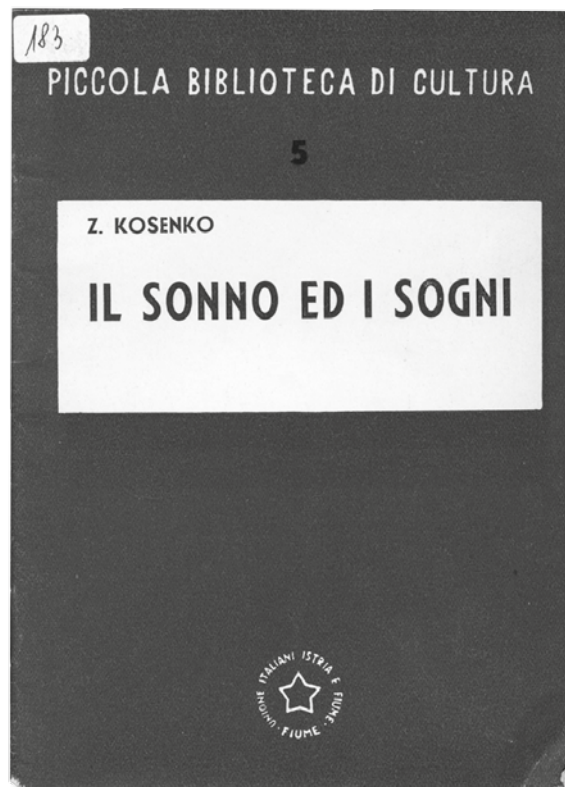 183
PICCOLA BIBLIOTECA DI CULTURA
5
Z. KOSENKO
IL SONNO ED I SOGNI
UNIONE ITALIANI ISTRIA E FIUME
· FIUME ·